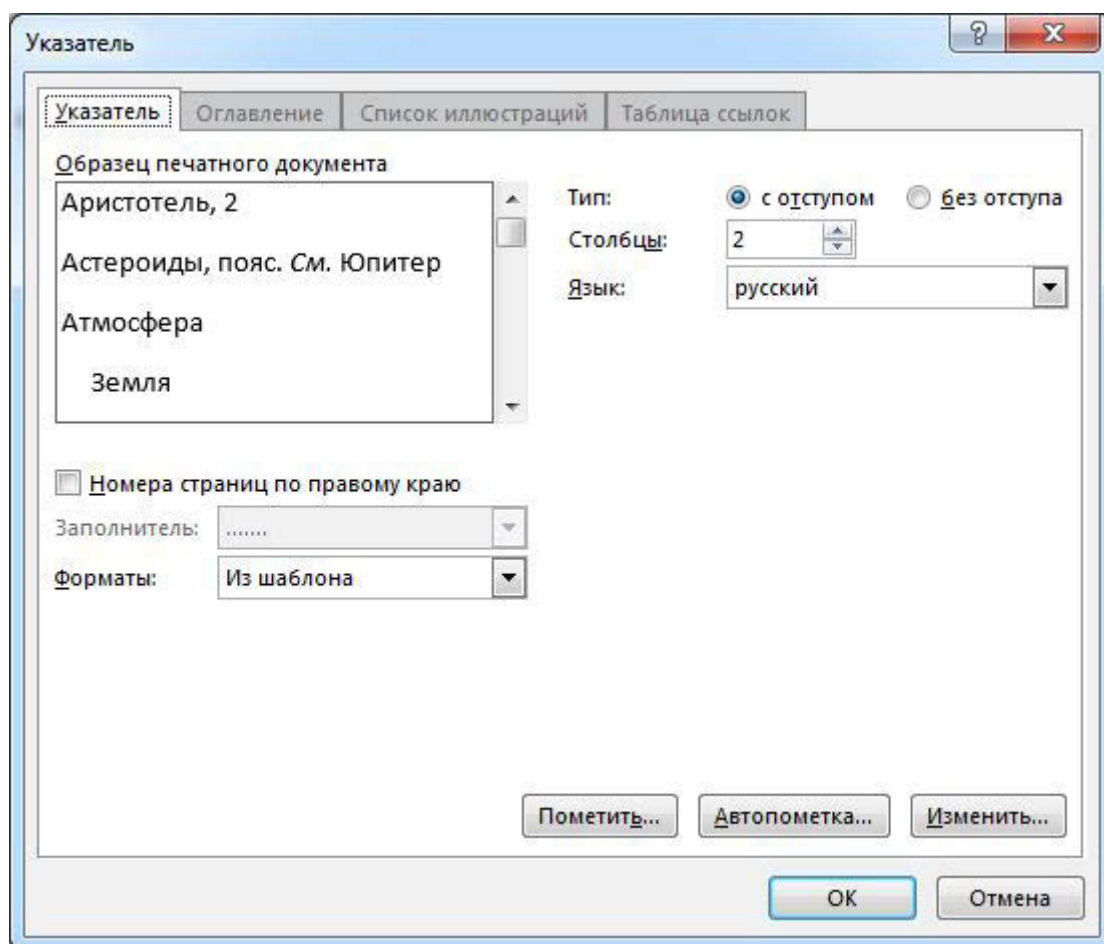 Указатель
Указатель Оглавление Список иллюстраций Таблица ссылок
Образец печатного документа
Аристотель, 2
Астероиды, пояс. См. Юпитер
Атмосфера
Земля
Тип: с отступом без отступа
Столбцы: 2
Язык: русский
Номера страниц по правому краю
Заполнитель: .......
Форматы: Из шаблона
Пометить... Автопометка... Изменить...
ОК Отмена